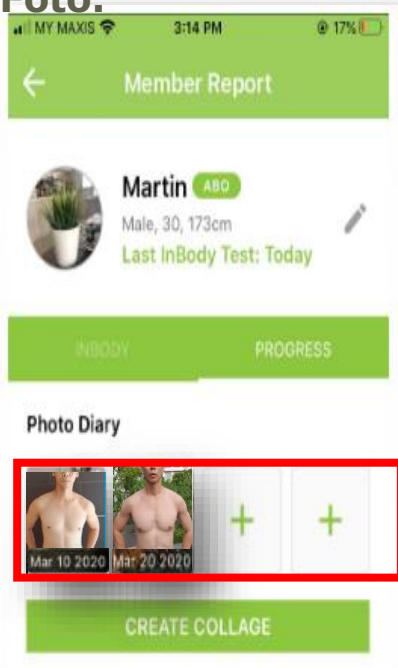 Foto:
MY MAXIS 3:14 PM 17%
Member Report
Martin ABO
Male, 30, 173cm
Last InBody Test: Today
INBODY PROGRESS
Photo Diary
Mar 10 2020 Mar 20 2020
+ +
CREATE COLLAGE